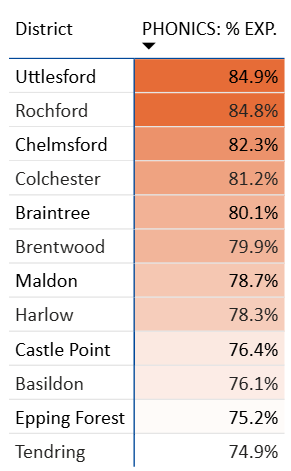 District PHONICS: % EXP.
Uttlesford 84.9%
Rochford 84.8%
Chelmsford 82.3%
Colchester 81.2%
Braintree 80.1%
Brentwood 79.9%
Maldon 78.7%
Harlow 78.3%
Castle Point 76.4%
Basildon 76.1%
Epping Forest 75.2%
Tendring 74.9%